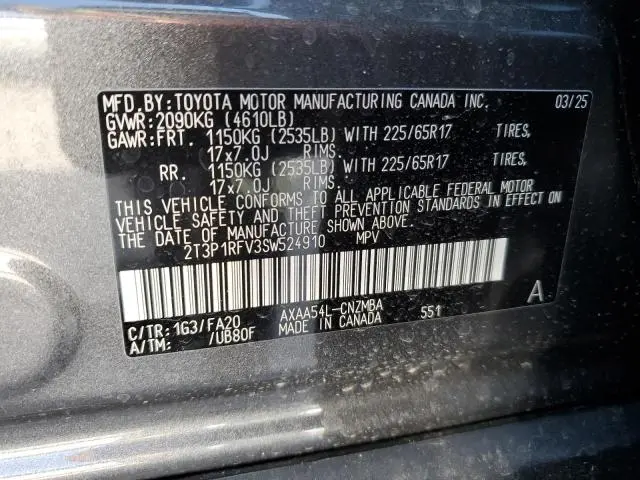 MFD.BY:TOYOTA MOTOR MANUFACTURING CANADA INC. 03/25
GVWR:2090KG (4610LB)
GAWR:FRT. 1150KG (2535LB) WITH 225/65R17 TIRES,
17x7.0J RIMS,
RR. 1150KG (2535LB) WITH 225/65R17 TIRES,
17x7.0J RIMS.
THIS VEHICLE CONFORMS TO ALL APPLICABLE FEDERAL MOTOR
VEHICLE SAFETY AND THEFT PREVENTION STANDARDS IN
EFFECT ON THE DATE OF MANUFACTURE SHOWN ABOVE.
2T3P1RFV3SW524910 MPV
A
C/TR:1G3/FA20 AXAA54L-CNZMBA 551
A/TM: /UB80F MADE IN CANADA